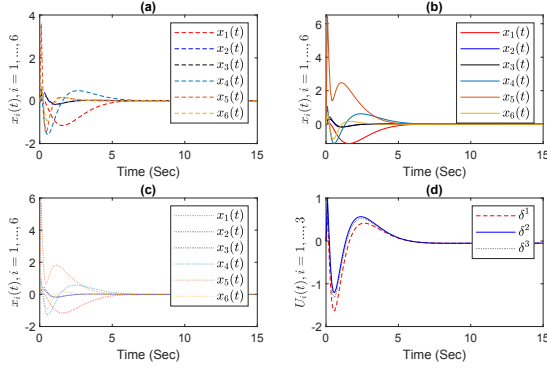 (a)
4
2
0
-2
x_i(t), i = 1, ..., 6
x_1(t)
x_2(t)
x_3(t)
x_4(t)
x_5(t)
x_6(t)
0 5 10 15
Time (Sec)
(b)
6
4
2
0
x_i(t), i = 1, ..., 6
x_1(t)
x_2(t)
x_3(t)
x_4(t)
x_5(t)
x_6(t)
0 5 10 15
Time (Sec)
(c)
6
4
2
0
-2
x_i(t), i = 1, ..., 6
x_1(t)
x_2(t)
x_3(t)
x_4(t)
x_5(t)
x_6(t)
0 5 10 15
Time (Sec)
(d)
1
0
-1
-2
U_i(t), i = 1, ..., 3
δ^1
δ^2
δ^3
0 5 10 15
Time (Sec)